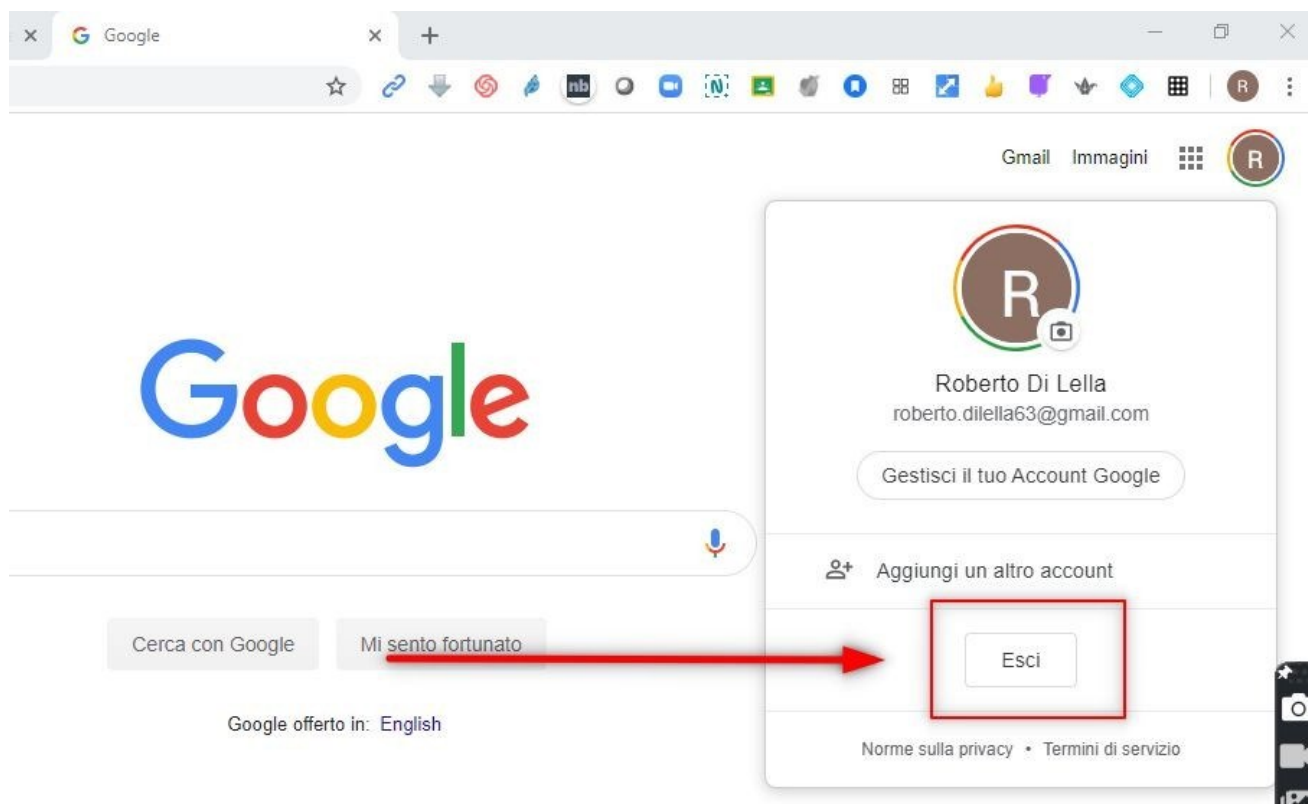 Google
nb
N
R
Gmail Immagini
R
R
Google
Roberto Di Lella
roberto.dilella63@gmail.com
Gestisci il tuo Account Google
Aggiungi un altro account
Cerca con Google Mi sento fortunato
Esci
Google offerto in: English
Norme sulla privacy • Termini di servizio